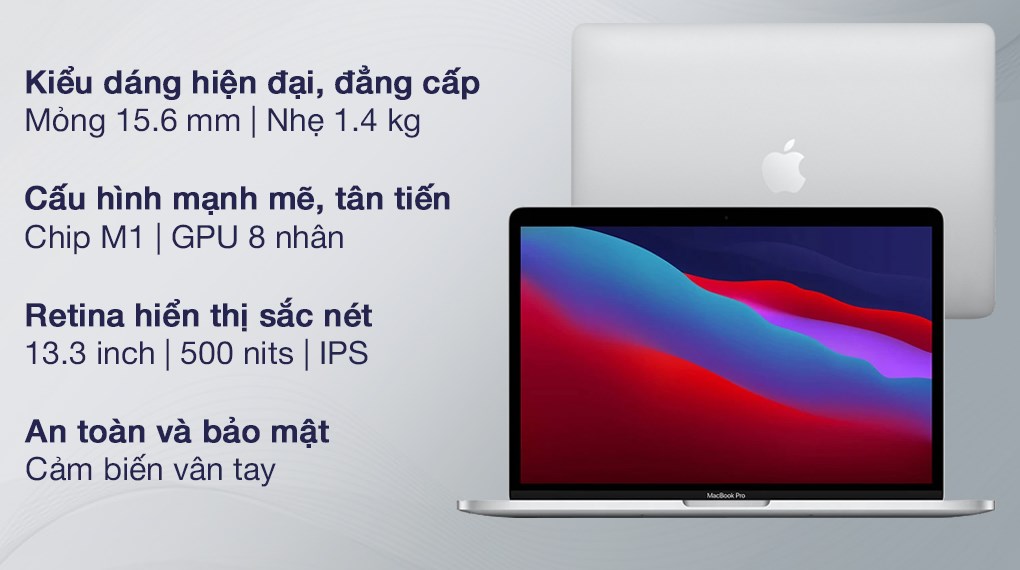 Kiểu dáng hiện đại, đẳng cấp
Mỏng 15.6 mm | Nhẹ 1.4 kg
Cấu hình mạnh mẽ, tân tiến
Chip M1 | GPU 8 nhân
Retina hiển thị sắc nét
13.3 inch | 500 nits | IPS
An toàn và bảo mật
Cảm biến vân tay
MacBook Pro